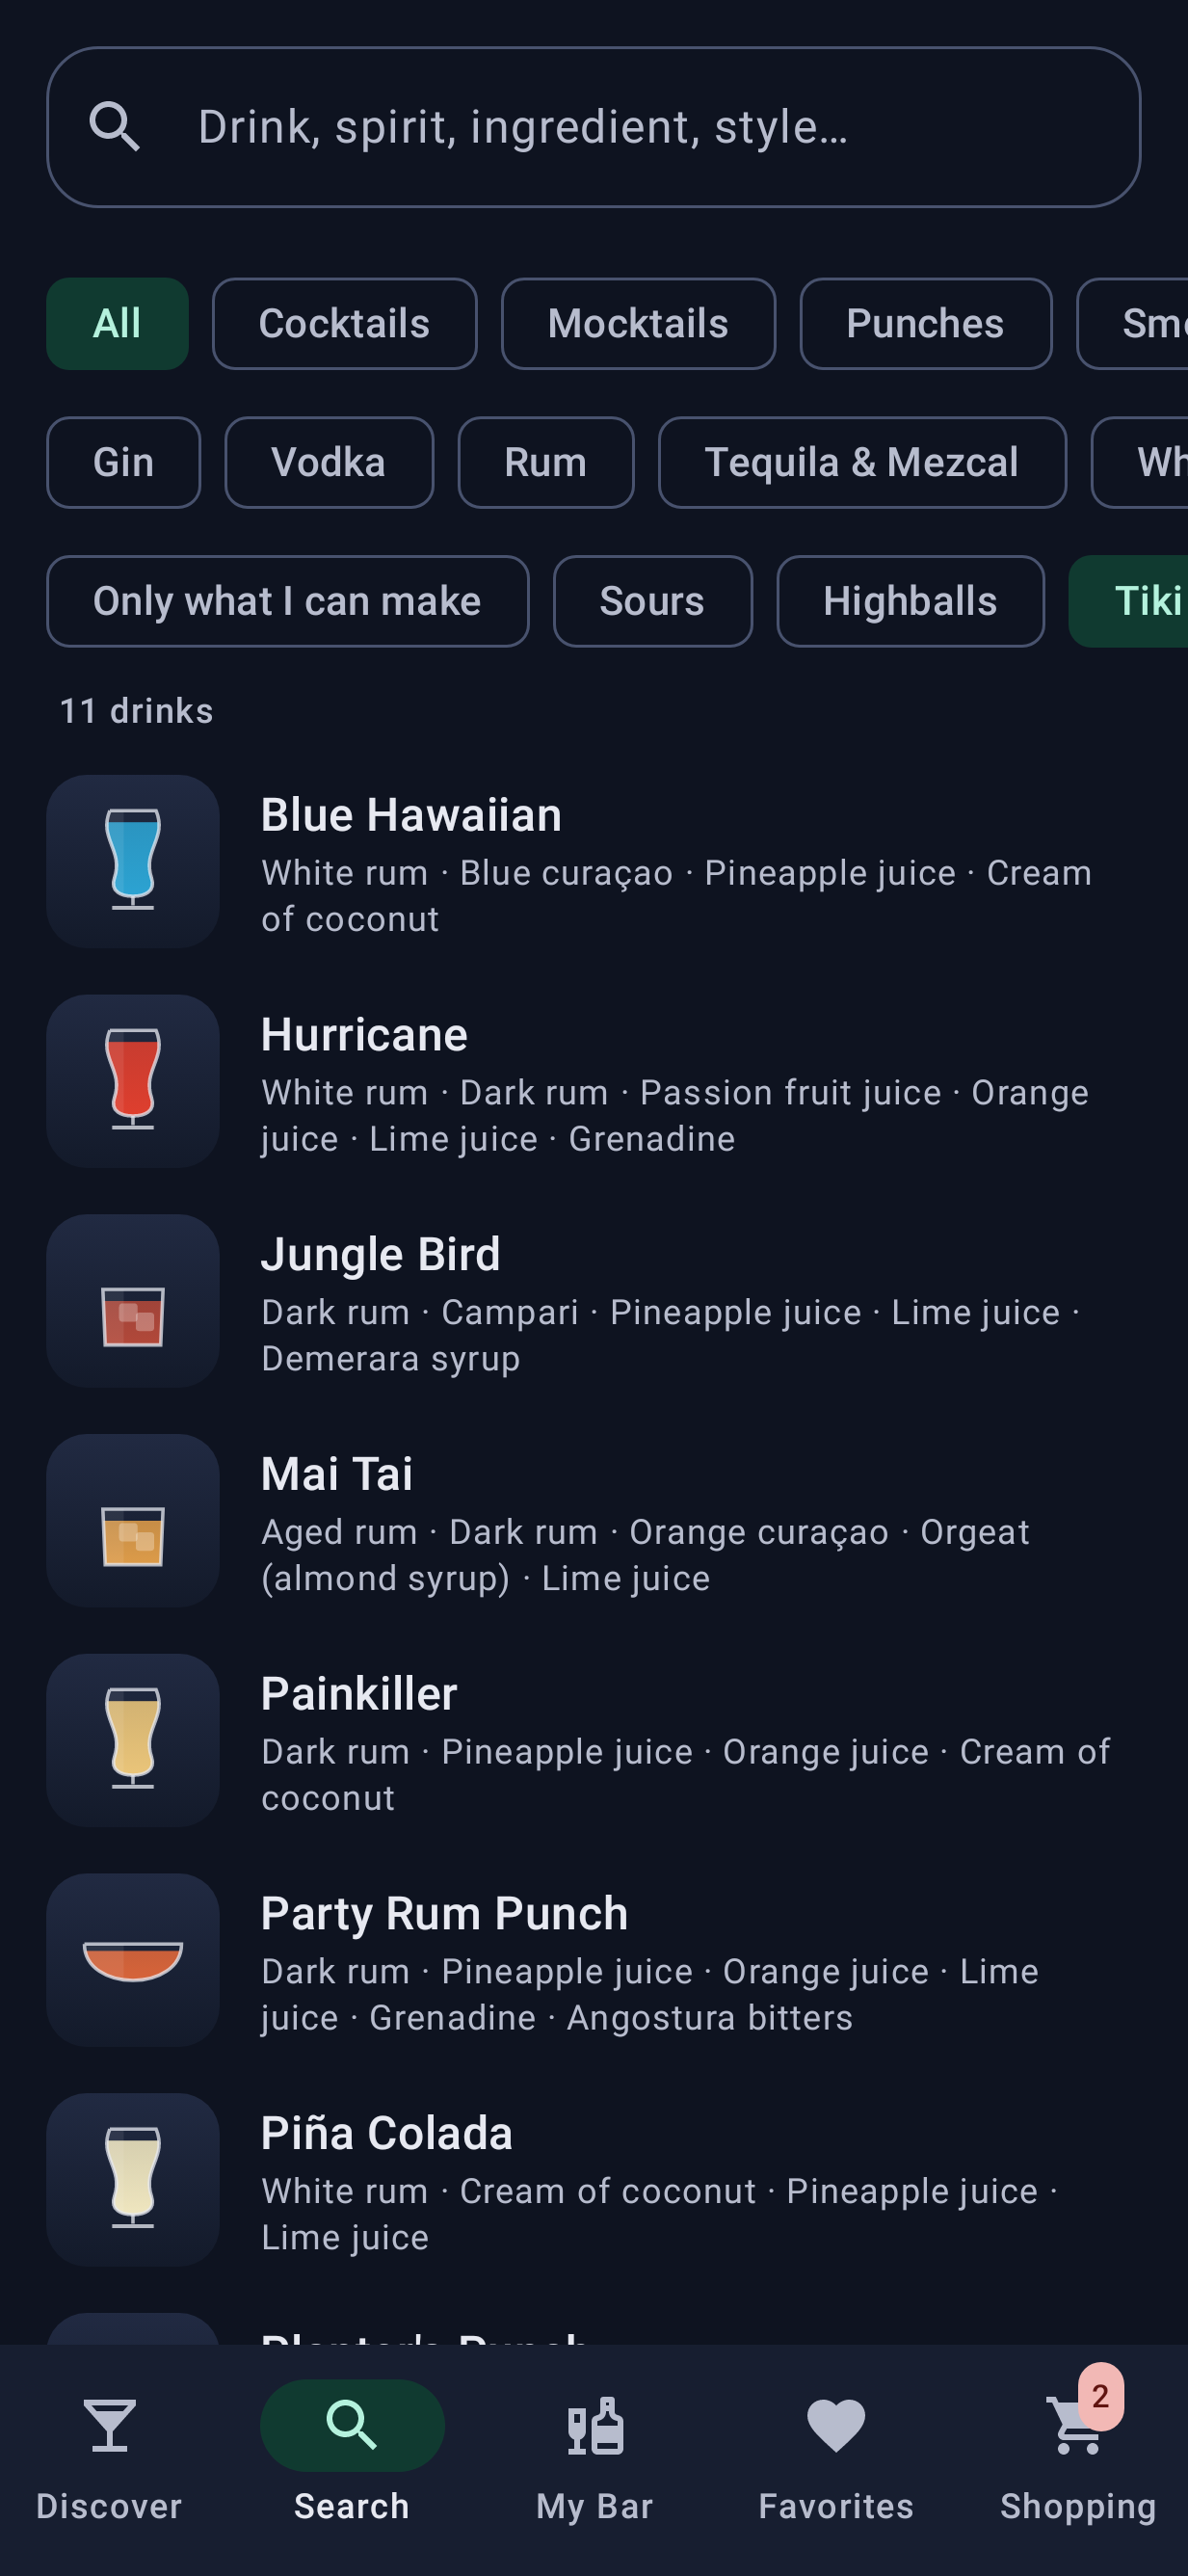 Drink, spirit, ingredient, style…
All
Cocktails
Mocktails
Punches
Gin
Vodka
Rum
Tequila & Mezcal
Only what I can make
Sours
Highballs
Tiki
11 drinks
Blue Hawaiian
White rum · Blue curaçao · Pineapple juice · Cream
of coconut
Hurricane
White rum · Dark rum · Passion fruit juice · Orange
juice · Lime juice · Grenadine
Jungle Bird
Dark rum · Campari · Pineapple juice · Lime juice ·
Demerara syrup
Mai Tai
Aged rum · Dark rum · Orange curaçao · Orgeat
(almond syrup) · Lime juice
Painkiller
Dark rum · Pineapple juice · Orange juice · Cream of
coconut
Party Rum Punch
Dark rum · Pineapple juice · Orange juice · Lime
juice · Grenadine · Angostura bitters
Piña Colada
White rum · Cream of coconut · Pineapple juice ·
Lime juice
2
Discover
Search
My Bar
Favorites
Shopping